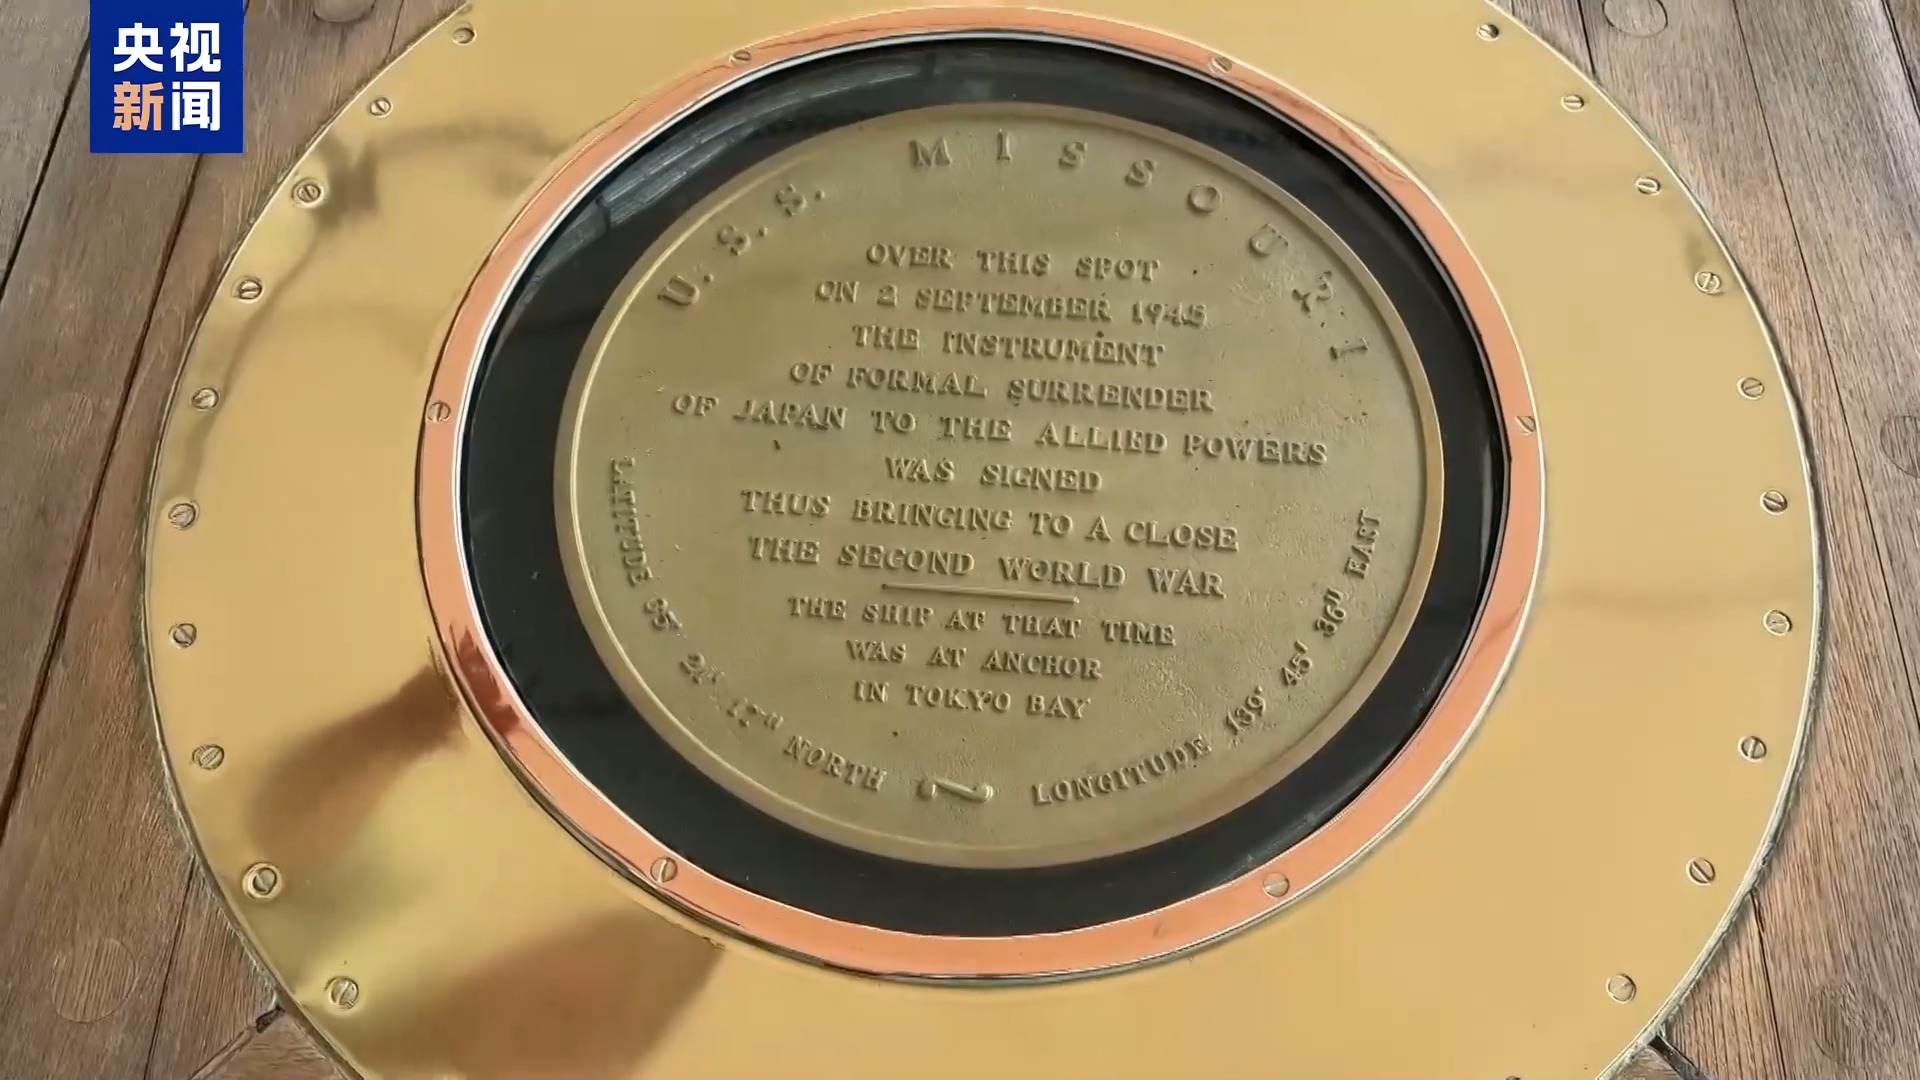 央视
新闻
U.S.S. MISSOURI
OVER THIS SPOT
ON 2 SEPTEMBER 1945
THE INSTRUMENT
OF FORMAL SURRENDER
OF JAPAN TO THE ALLIED POWERS
WAS SIGNED
THUS BRINGING TO A CLOSE
THE SECOND WORLD WAR
THE SHIP AT THAT TIME
WAS AT ANCHOR
IN TOKYO BAY
LATITUDE 35° 21' 17" NORTH ~ LONGITUDE 139° 45' 36" EAST